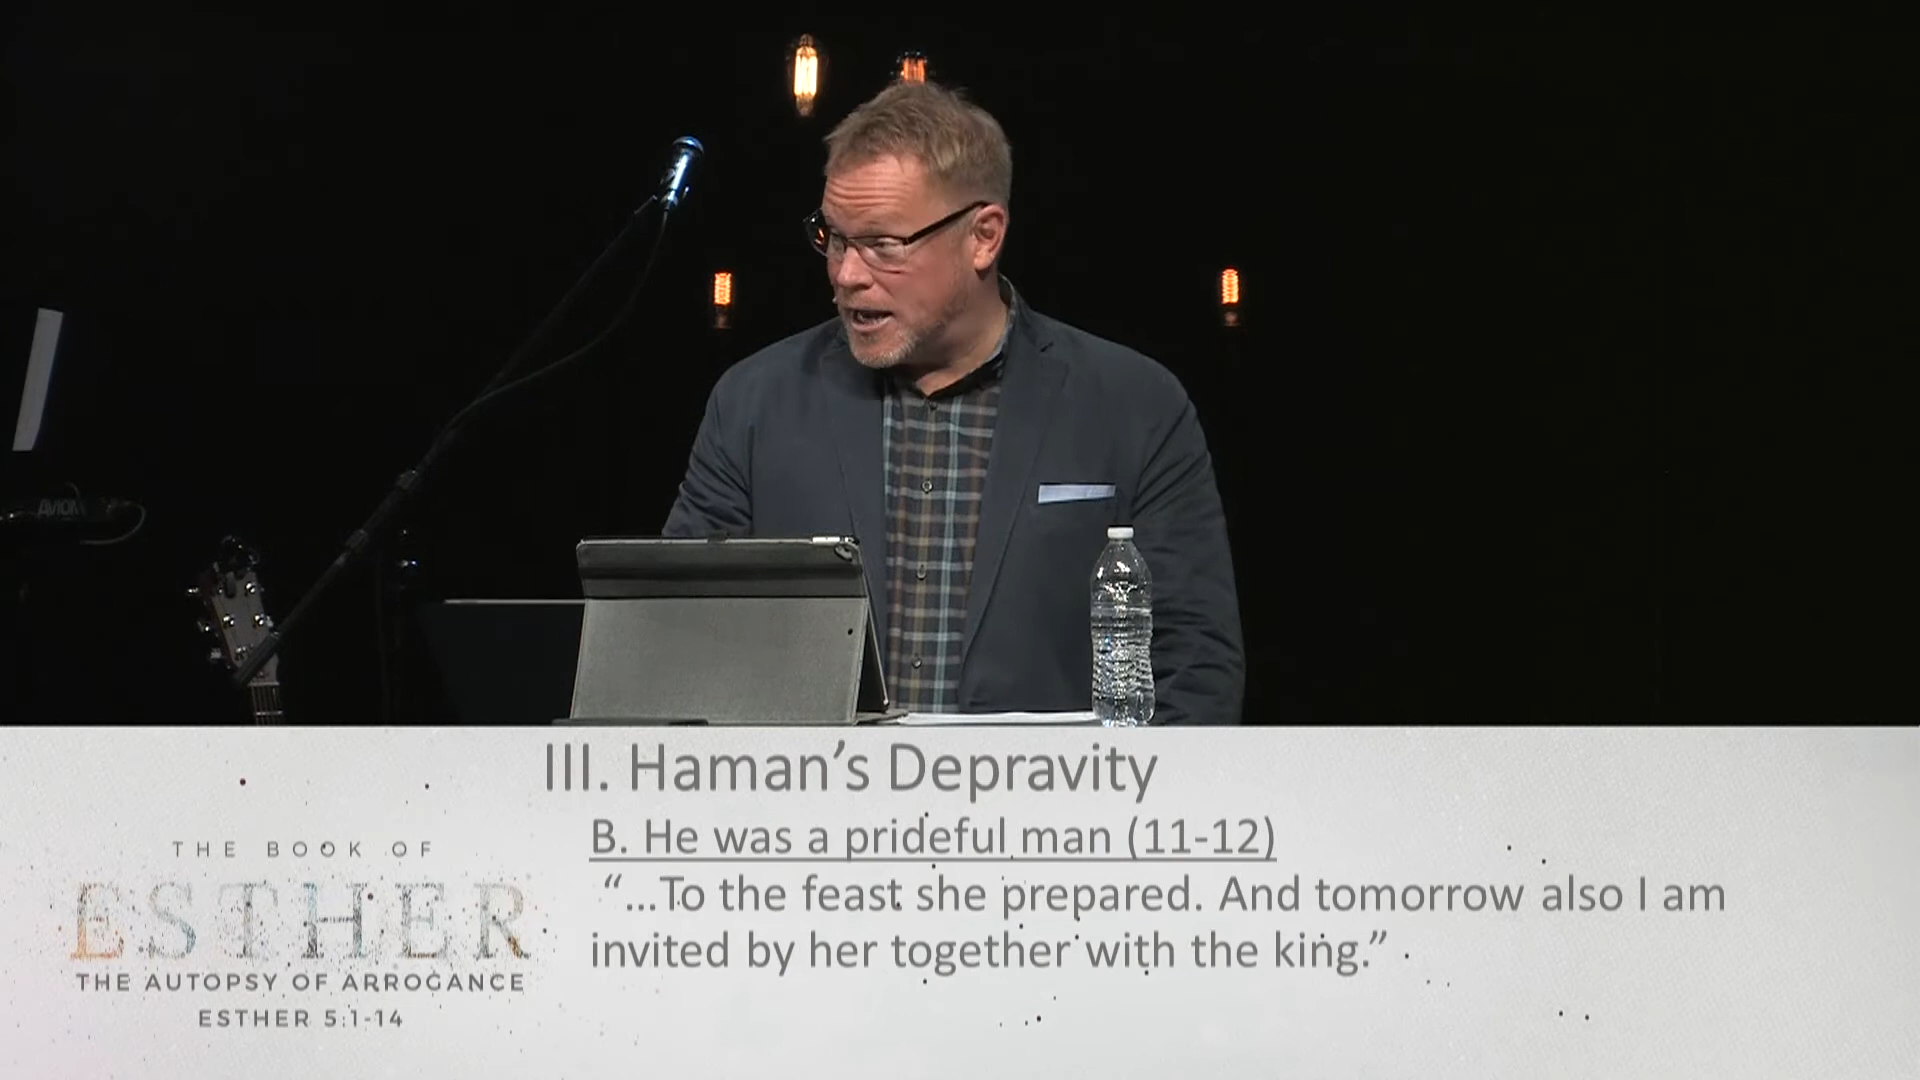 AVIOM
III. Haman’s Depravity
B. He was a prideful man (11-12)
“...To the feast she prepared. And tomorrow also I am
invited by her together with the king.”
THE BOOK OF
ESTHER
THE AUTOPSY OF ARROGANCE
ESTHER 5:1-14